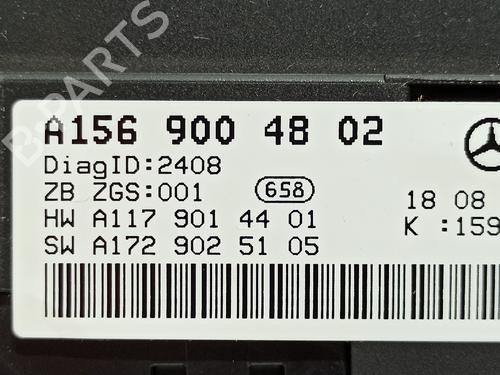 B-PARTS
A156 900 48 02
DiagID:2408
ZB ZGS:001 658 18 08
HW A117 901 44 01 K :159
SW A172 902 51 05